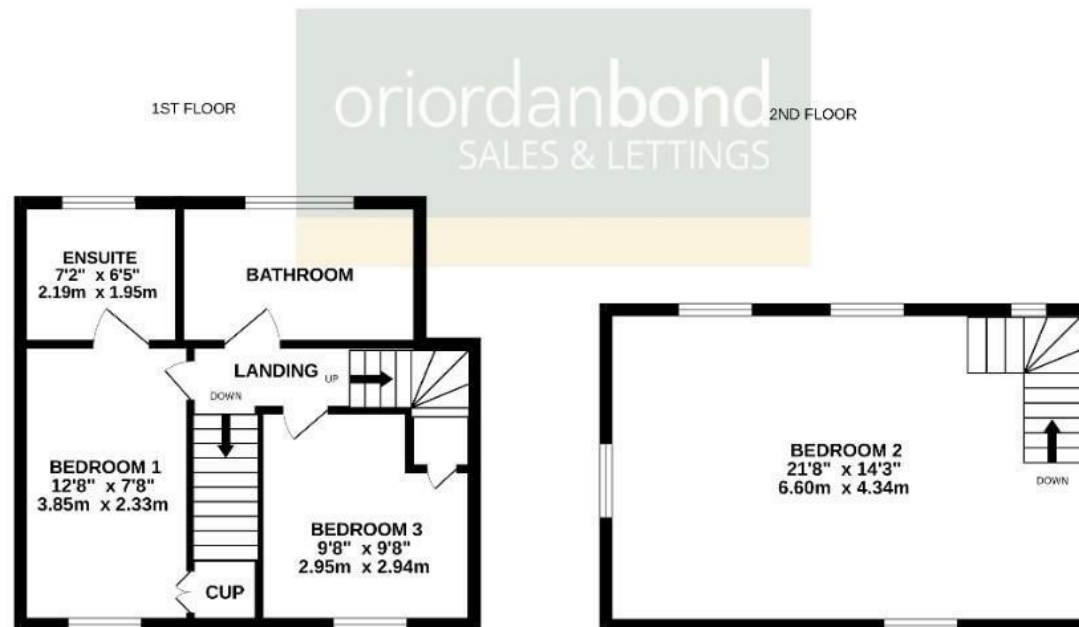 oriordanbond
SALES & LETTINGS
1ST FLOOR
2ND FLOOR
ENSUITE
7'2" x 6'5"
2.19m x 1.95m
BATHROOM
LANDING
UP
DOWN
BEDROOM 1
12'8" x 7'8"
3.85m x 2.33m
BEDROOM 3
9'8" x 9'8"
2.95m x 2.94m
CUP
BEDROOM 2
21'8" x 14'3"
6.60m x 4.34m
DOWN